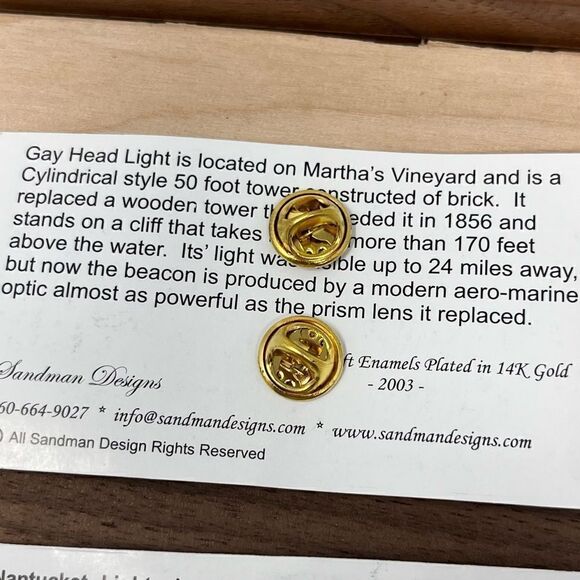 Gay Head Light is located on Martha's Vineyard and is a
Cylindrical style 50 foot tower constructed of brick. It
replaced a wooden tower eded it in 1856 and
stands on a cliff that takes more than 170 feet
above the water. Its' light was visible up to 24 miles away,
but now the beacon is produced by a modern aero-marine
optic almost as powerful as the prism lens it replaced.
Sandman Designs
ft Enamels Plated in 14K Gold
- 2003 -
60-664-9027 * info@sandmandesigns.com * www.sandmandesigns.com
All Sandman Design Rights Reserved
Nantucket